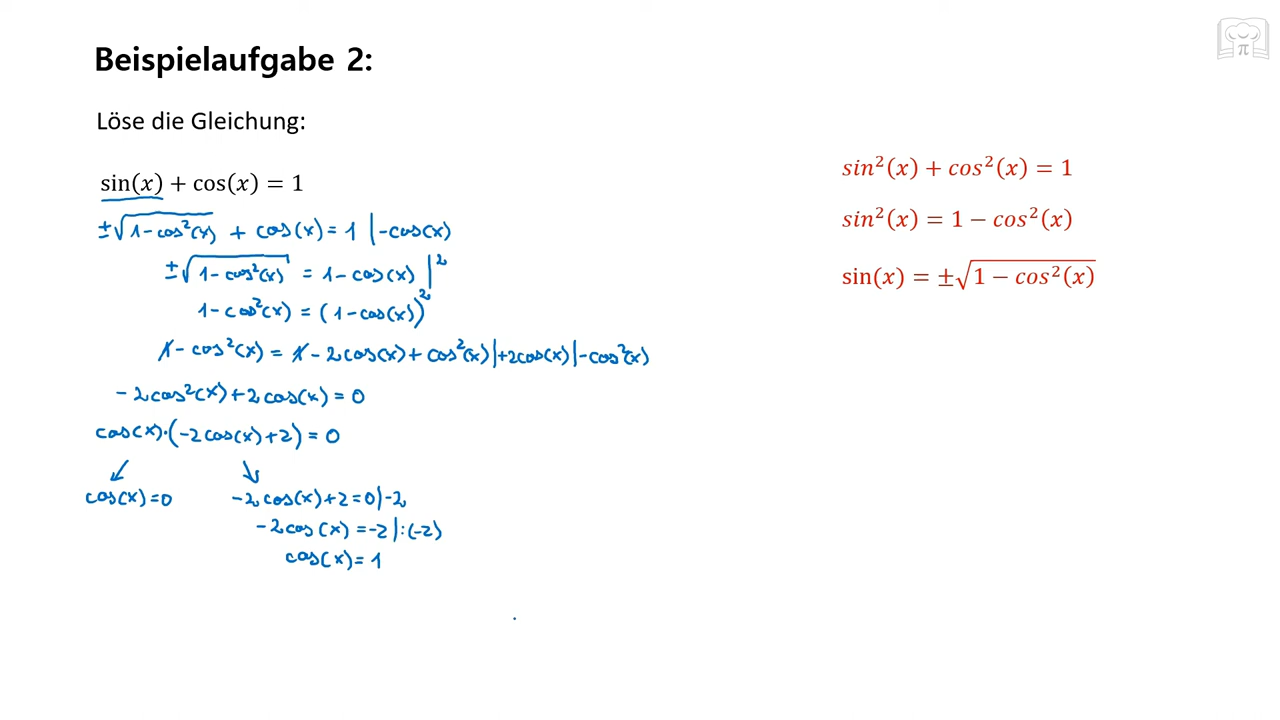 Beispielaufgabe 2:
Löse die Gleichung:
sin(x) + cos(x) = 1
±√(1-cos²(x)) + cos(x) = 1 |-cos(x)
±√(1-cos²(x)) = 1-cos(x) |²
1-cos²(x) = (1-cos(x))²
1-cos²(x) = 1-2cos(x)+cos²(x) |+2cos(x) |-cos²(x)
-2cos²(x)+2cos(x) = 0
cos(x)·(-2cos(x)+2) = 0
↙ ↘
cos(x)=0 -2cos(x)+2=0 |-2
-2cos(x) = -2 |:(-2)
cos(x) = 1
sin²(x) + cos²(x) = 1
sin²(x) = 1 − cos²(x)
sin(x) = ±√(1 − cos²(x))
π